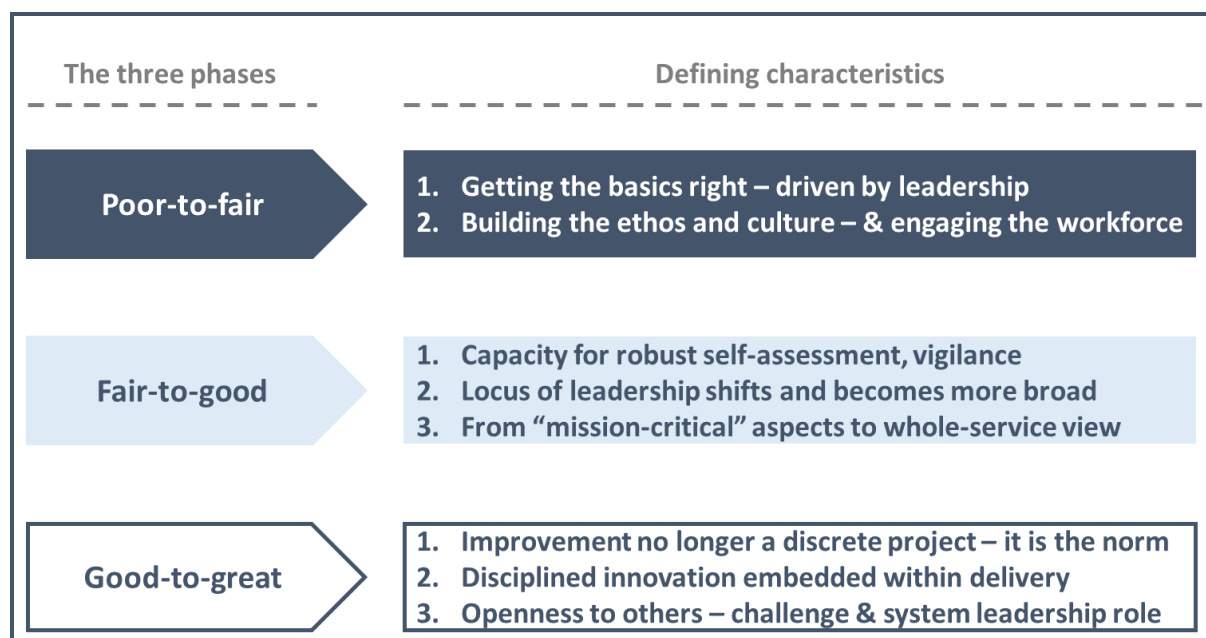 The three phases
Defining characteristics
Poor-to-fair
1. Getting the basics right – driven by leadership
2. Building the ethos and culture – & engaging the workforce
Fair-to-good
1. Capacity for robust self-assessment, vigilance
2. Locus of leadership shifts and becomes more broad
3. From “mission-critical” aspects to whole-service view
Good-to-great
1. Improvement no longer a discrete project – it is the norm
2. Disciplined innovation embedded within delivery
3. Openness to others – challenge & system leadership role